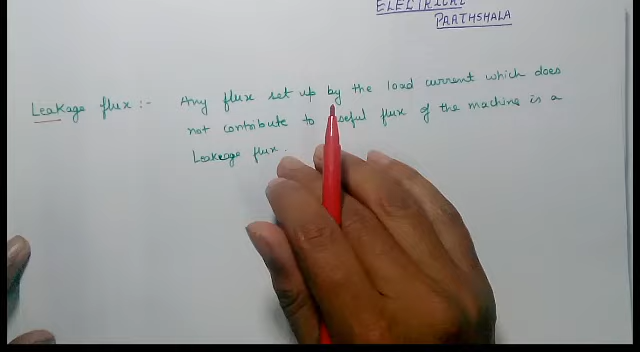 ELECTRICAL
PARTHSHALA
Leakage flux :- Any flux set up by the load current which does
not contribute to useful flux of the machine is a
Leakage flux.